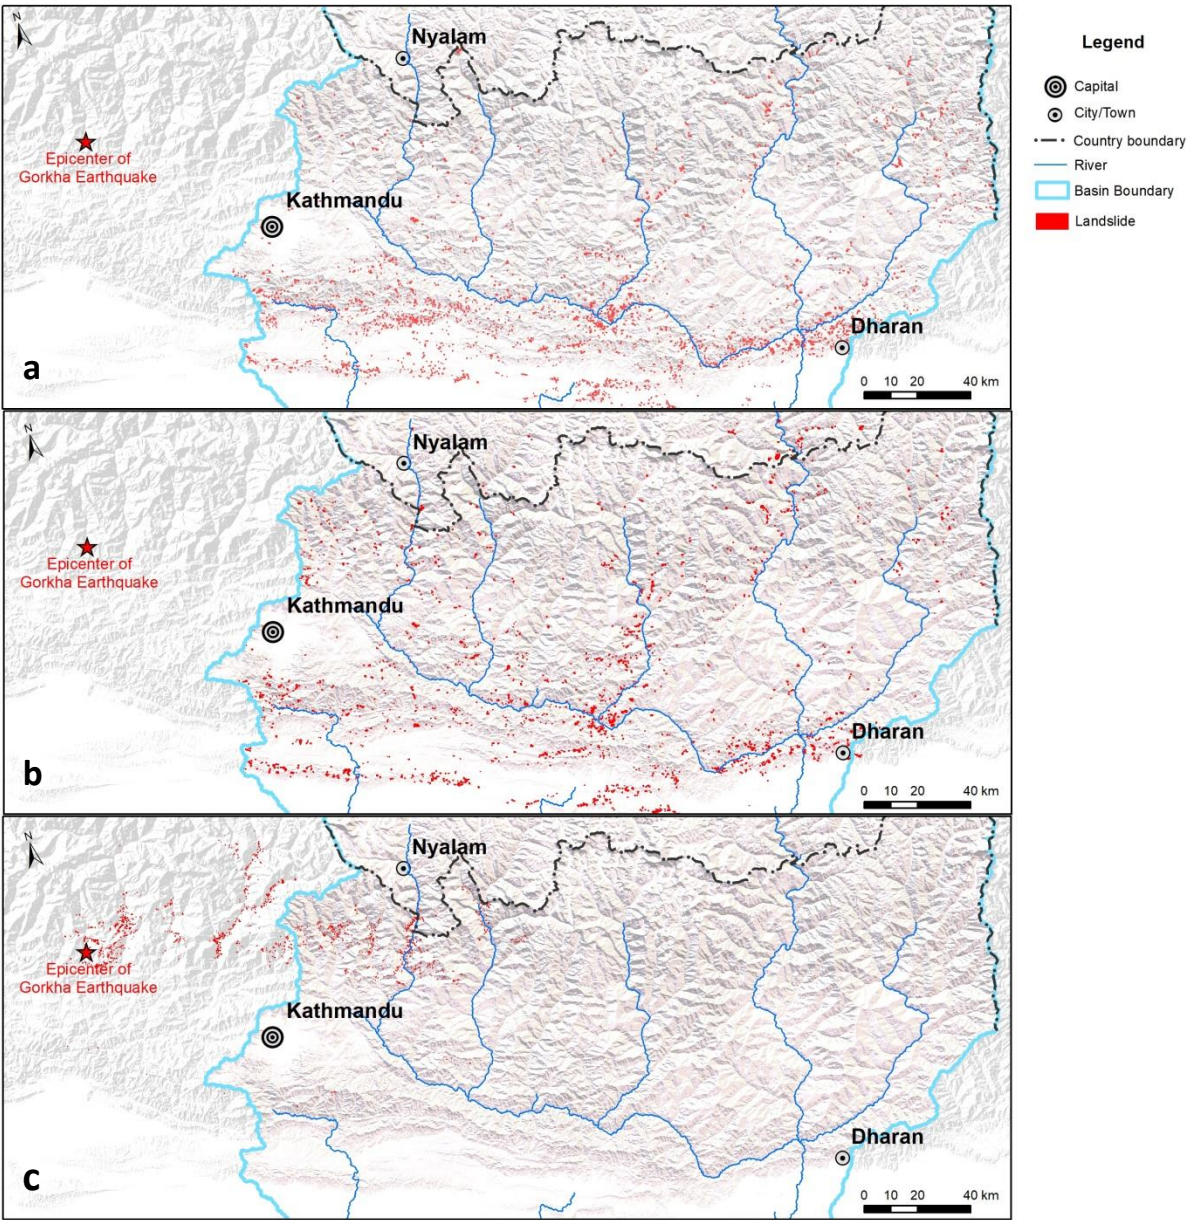 N
Nyalam
Epicenter of
Gorkha Earthquake
Kathmandu
Dharan
a
0 10 20 40 km
Legend
Capital
City/Town
Country boundary
River
Basin Boundary
Landslide
N
Nyalam
Epicenter of
Gorkha Earthquake
Kathmandu
Dharan
b
0 10 20 40 km
N
Nyalam
Epicenter of
Gorkha Earthquake
Kathmandu
Dharan
c
0 10 20 40 km